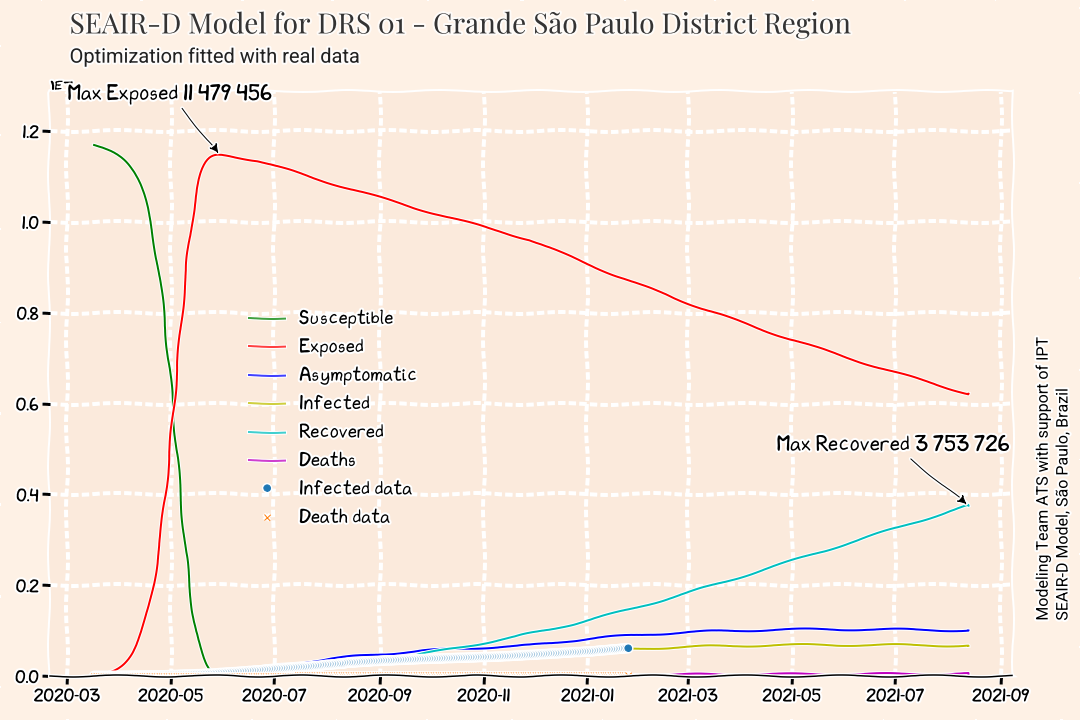 SEAIR-D Model for DRS 01 - Grande São Paulo District Region
Optimization fitted with real data
Max Exposed 11 479 456
1.2
1.0
0.8
0.6
0.4
0.2
0.0
Susceptible
Exposed
Asymptomatic
Infected
Recovered
Deaths
Infected data
Death data
Max Recovered 3 753 726
2020-03
2020-05
2020-07
2020-09
2020-11
2021-01
2021-03
2021-05
2021-07
2021-09
Modeling Team ATS with support of IPT
SEAIR-D Model, São Paulo, Brazil